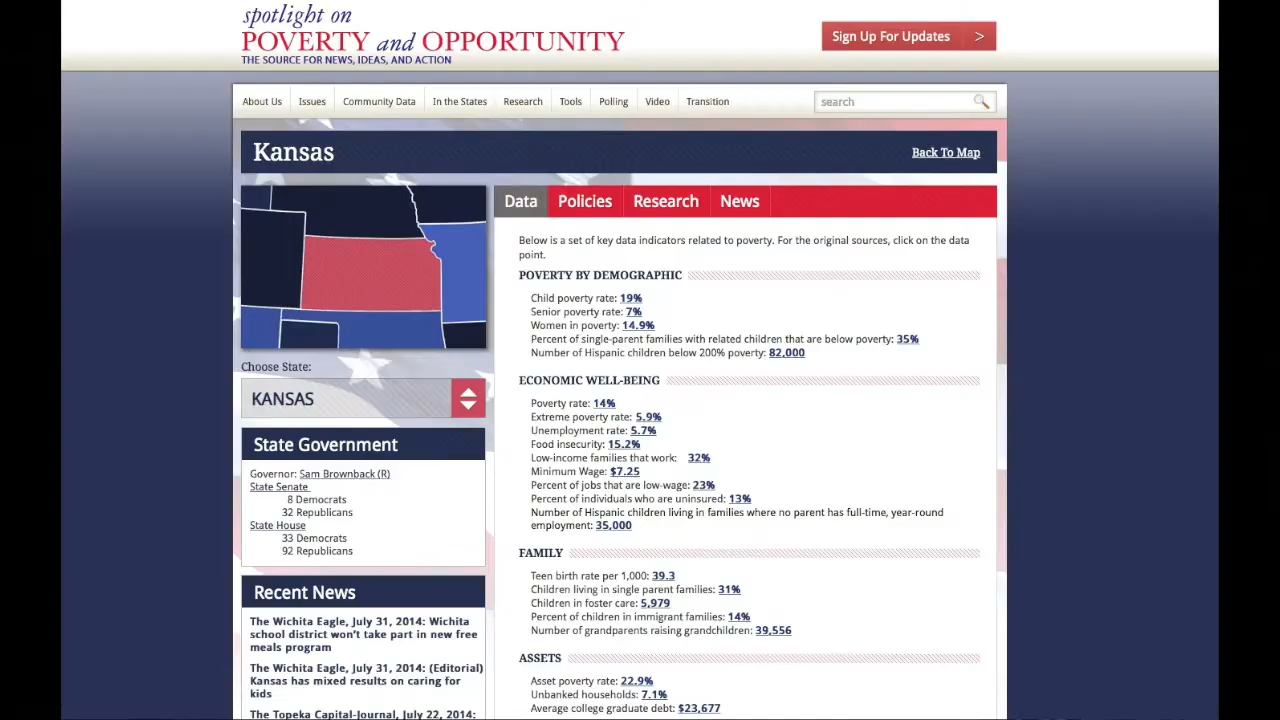 spotlight on
POVERTY and OPPORTUNITY
THE SOURCE FOR NEWS, IDEAS, AND ACTION
Sign Up For Updates >
About Us Issues Community Data In the States Research Tools Polling Video Transition
search
Kansas
Back To Map
Choose State:
KANSAS
State Government
Governor: Sam Brownback (R)
State Senate
8 Democrats
32 Republicans
State House
33 Democrats
92 Republicans
Recent News
The Wichita Eagle, July 31, 2014: Wichita
school district won't take part in new free
meals program
The Wichita Eagle, July 31, 2014: (Editorial)
Kansas has mixed results on caring for
kids
The Topeka Capital-Journal, July 22, 2014:
Data Policies Research News
Below is a set of key data indicators related to poverty. For the original sources, click on the data
point.
POVERTY BY DEMOGRAPHIC
Child poverty rate: 19%
Senior poverty rate: 7%
Women in poverty: 14.9%
Percent of single-parent families with related children that are below poverty: 35%
Number of Hispanic children below 200% poverty: 82,000
ECONOMIC WELL-BEING
Poverty rate: 14%
Extreme poverty rate: 5.9%
Unemployment rate: 5.7%
Food insecurity: 15.2%
Low-income families that work: 32%
Minimum Wage: $7.25
Percent of jobs that are low-wage: 23%
Percent of individuals who are uninsured: 13%
Number of Hispanic children living in families where no parent has full-time, year-round
employment: 35,000
FAMILY
Teen birth rate per 1,000: 39.3
Children living in single parent families: 31%
Children in foster care: 5,979
Percent of children in immigrant families: 14%
Number of grandparents raising grandchildren: 39,556
ASSETS
Asset poverty rate: 22.9%
Unbanked households: 7.1%
Average college graduate debt: $23,677